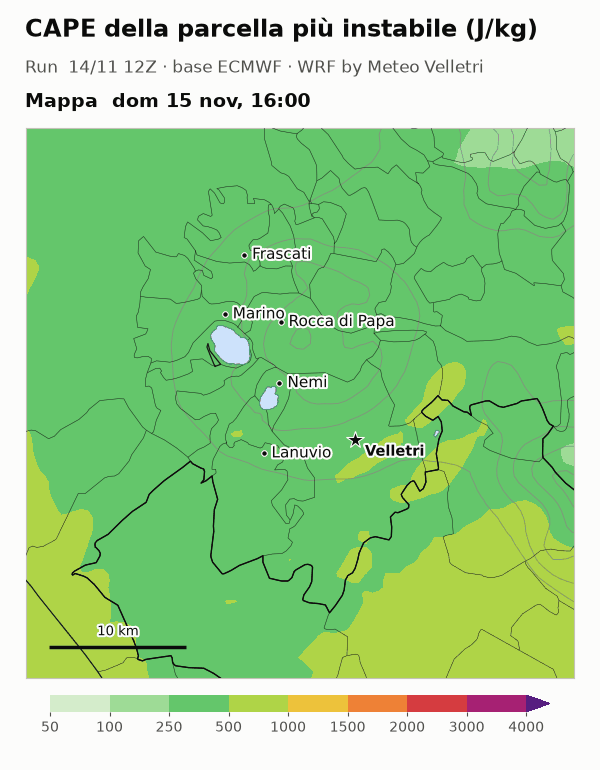 CAPE della parcella più instabile (J/kg)
Run  14/11 12Z · base ECMWF · WRF by Meteo Velletri
Mappa  dom 15 nov, 16:00
Frascati
Marino
Rocca di Papa
Nemi
Velletri
Lanuvio
10 km
50 100 250 500 1000 1500 2000 3000 4000